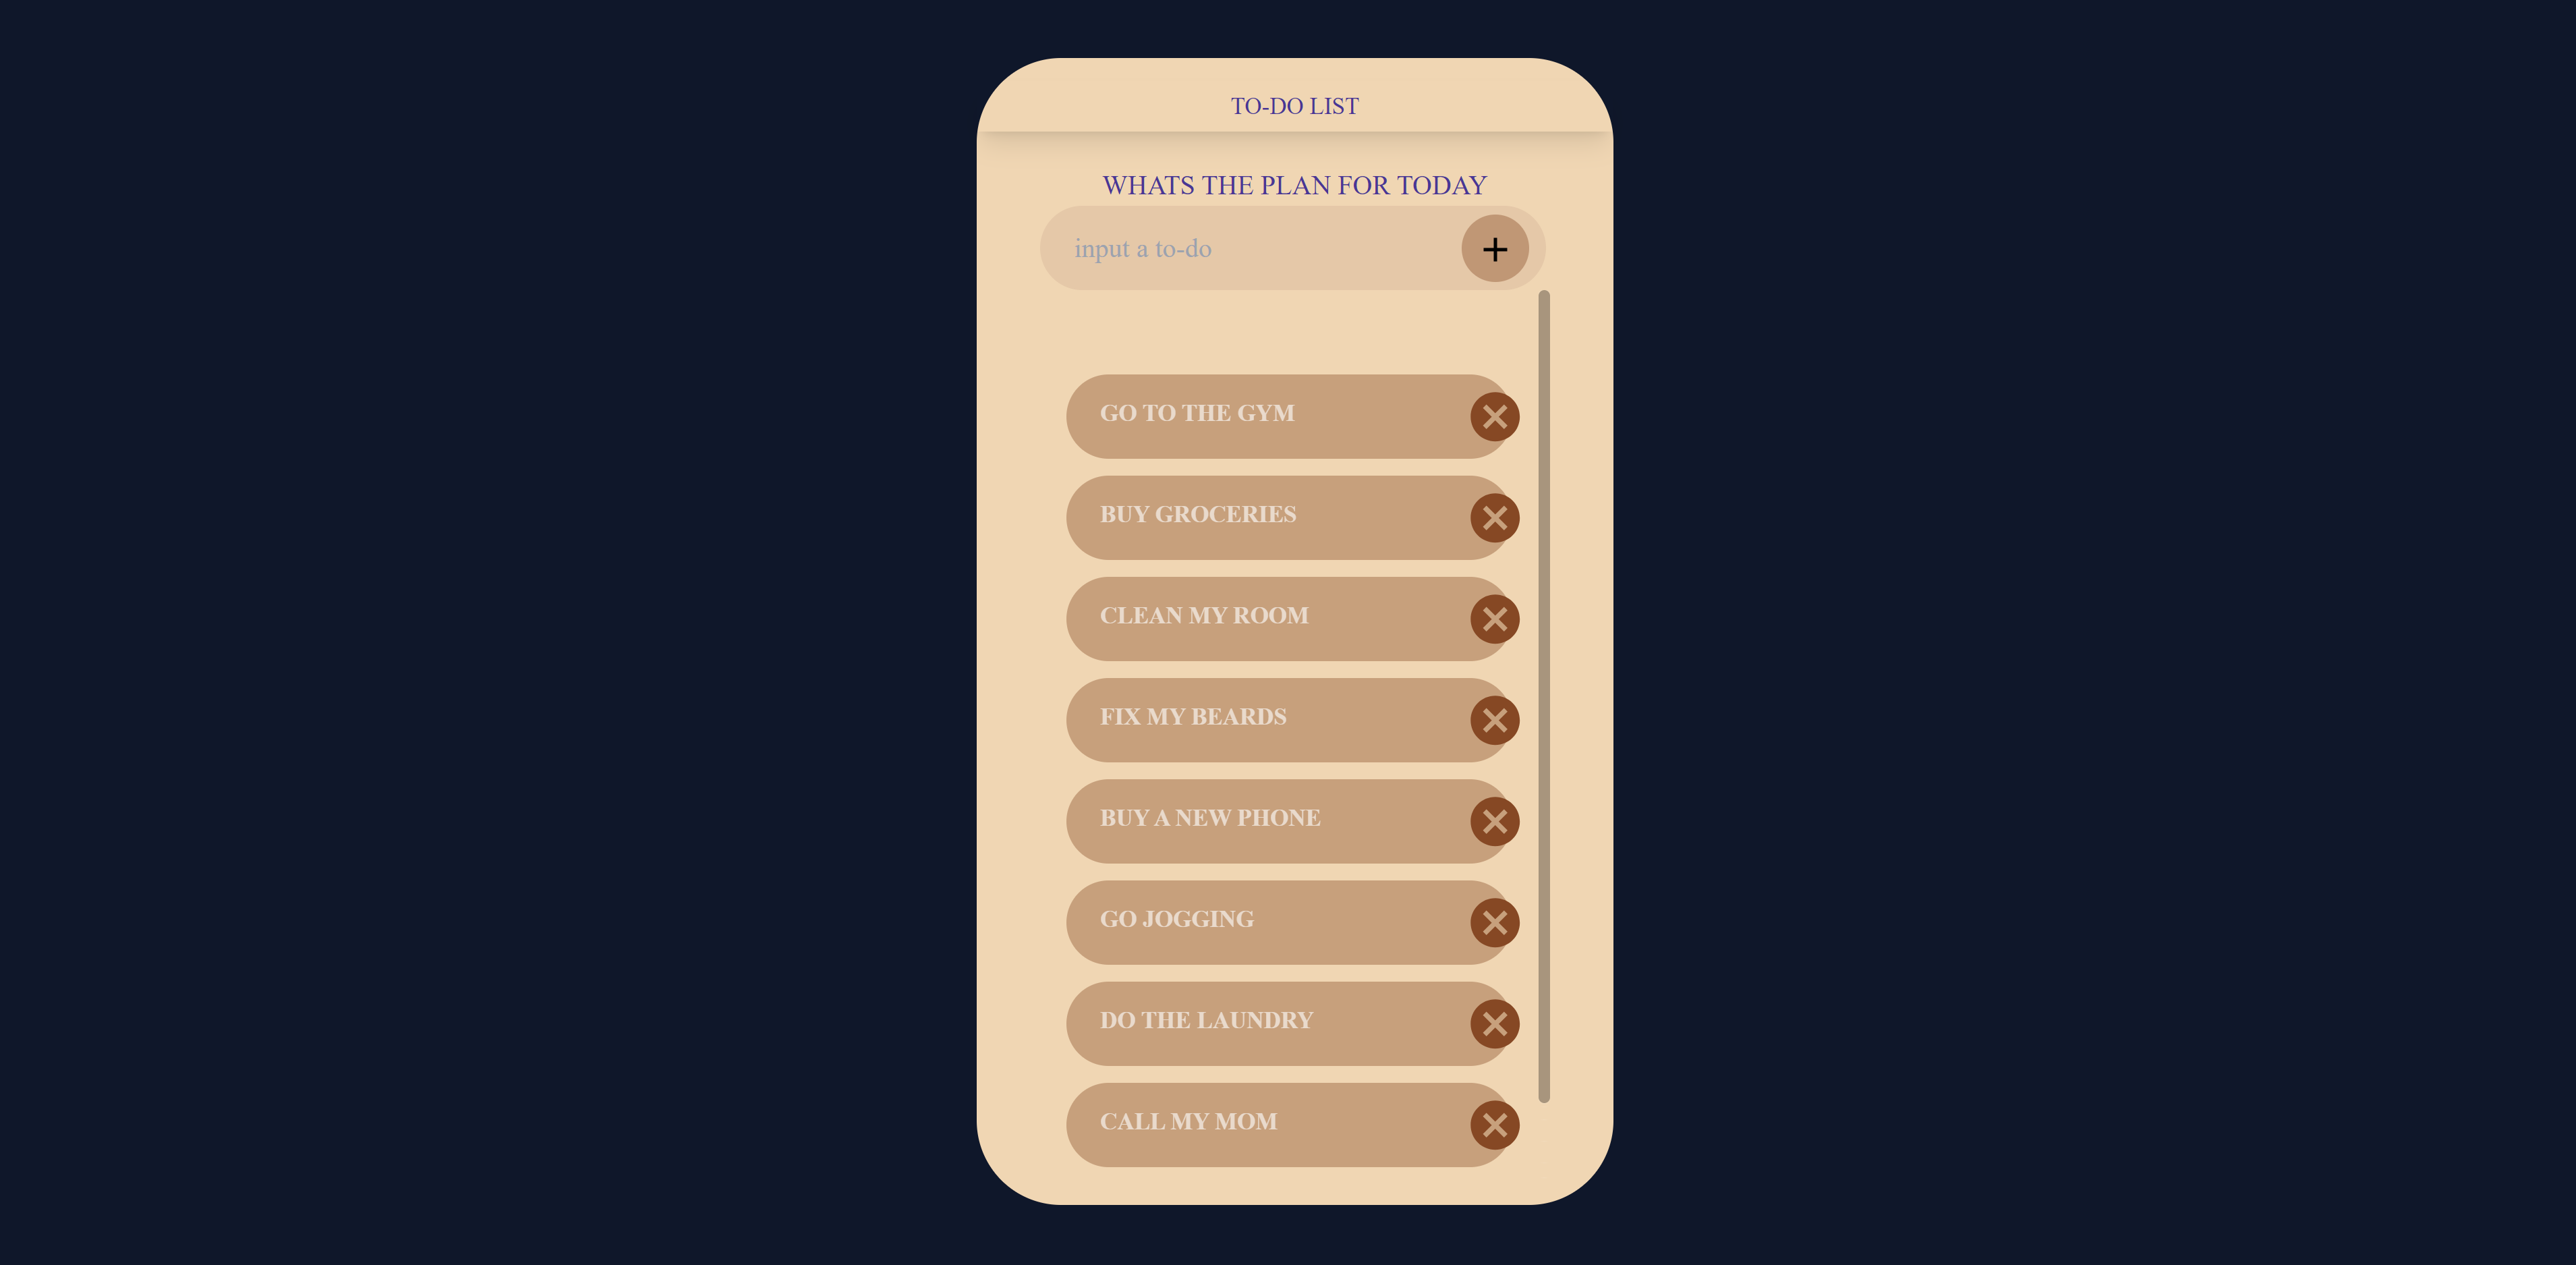 TO-DO LIST
WHATS THE PLAN FOR TODAY
input a to-do
GO TO THE GYM
BUY GROCERIES
CLEAN MY ROOM
FIX MY BEARDS
BUY A NEW PHONE
GO JOGGING
DO THE LAUNDRY
CALL MY MOM